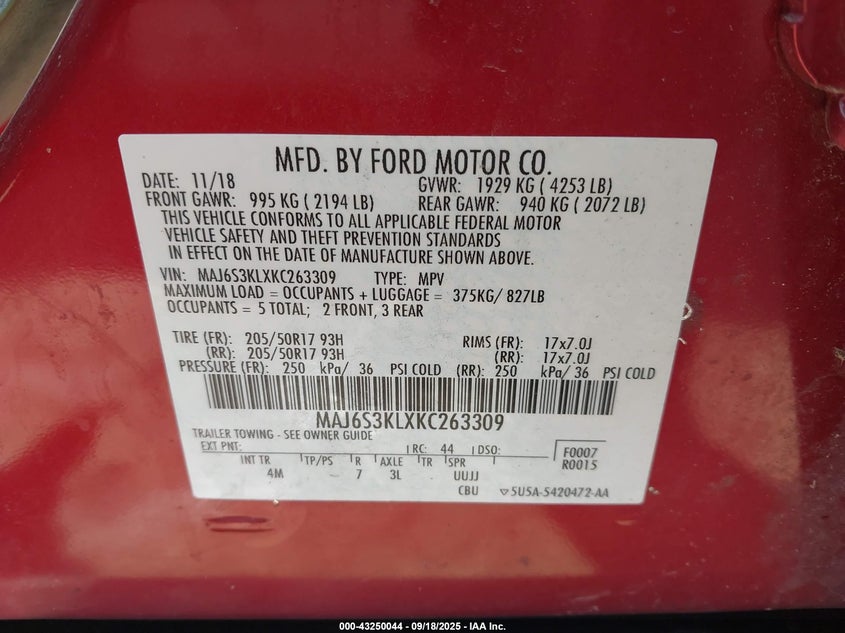 MFD. BY FORD MOTOR CO.
DATE: 11/18 GVWR: 1929 KG ( 4253 LB)
FRONT GAWR: 995 KG ( 2194 LB) REAR GAWR: 940 KG ( 2072 LB)
THIS VEHICLE CONFORMS TO ALL APPLICABLE FEDERAL MOTOR
VEHICLE SAFETY AND THEFT PREVENTION STANDARDS
IN EFFECT ON THE DATE OF MANUFACTURE SHOWN ABOVE.
VIN: MAJ6S3KLXKC263309 TYPE: MPV
MAXIMUM LOAD = OCCUPANTS + LUGGAGE = 375KG/ 827LB
OCCUPANTS = 5 TOTAL; 2 FRONT, 3 REAR
TIRE (FR): 205/50R17 93H RIMS (FR): 17x7.0J
(RR): 205/50R17 93H (RR): 17x7.0J
PRESSURE (FR): 250 kPa/ 36 PSI COLD (RR): 250 kPa/ 36 PSI COLD
MAJ6S3KLXKC263309
TRAILER TOWING - SEE OWNER GUIDE
EXT PNT: RC: 44 DSO: F0007
R0015
INT TR TP/PS R AXLE TR SPR
4M - 7 3L UUJJ
CBU ▽5U5A-5420472-AA
000-43250044 - 09/18/2025 - IAA Inc.